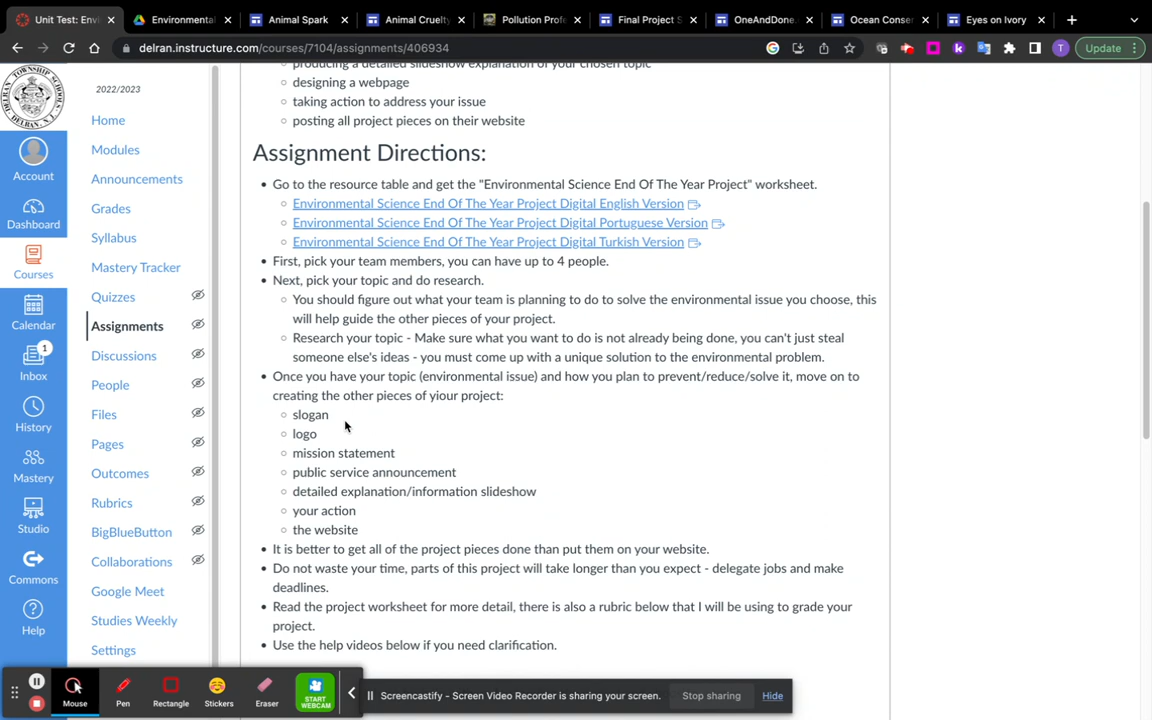 Unit Test: Env
Environmental
Animal Spark
Animal Cruelty
Pollution Profe
Final Project S
OneAndDone.
Ocean Conser
Eyes on Ivory
delran.instructure.com/courses/7104/assignments/406934
T
Update
DELRAN TOWNSHIP SCHOOLS
DELRAN, N.J.
Account
Dashboard
Courses
Calendar
1
Inbox
History
Mastery
Studio
Commons
Help
2022/2023
Home
Modules
Announcements
Grades
Syllabus
Mastery Tracker
Quizzes
Assignments
Discussions
People
Files
Pages
Outcomes
Rubrics
BigBlueButton
Collaborations
Google Meet
Studies Weekly
Settings
producing a detailed slideshow explanation of your chosen topic
designing a webpage
taking action to address your issue
posting all project pieces on their website
Assignment Directions:
Go to the resource table and get the "Environmental Science End Of The Year Project" worksheet.
Environmental Science End Of The Year Project Digital English Version
Environmental Science End Of The Year Project Digital Portuguese Version
Environmental Science End Of The Year Project Digital Turkish Version
First, pick your team members, you can have up to 4 people.
Next, pick your topic and do research.
You should figure out what your team is planning to do to solve the environmental issue you choose, this
will help guide the other pieces of your project.
Research your topic - Make sure what you want to do is not already being done, you can't just steal
someone else's ideas - you must come up with a unique solution to the environmental problem.
Once you have your topic (environmental issue) and how you plan to prevent/reduce/solve it, move on to
creating the other pieces of yiour project:
slogan
logo
mission statement
public service announcement
detailed explanation/information slideshow
your action
the website
It is better to get all of the project pieces done than put them on your website.
Do not waste your time, parts of this project will take longer than you expect - delegate jobs and make
deadlines.
Read the project worksheet for more detail, there is also a rubric below that I will be using to grade your
project.
Use the help videos below if you need clarification.
Mouse
Pen
Rectangle
Stickers
Eraser
START
WEBCAM
Screencastify - Screen Video Recorder is sharing your screen.
Stop sharing
Hide